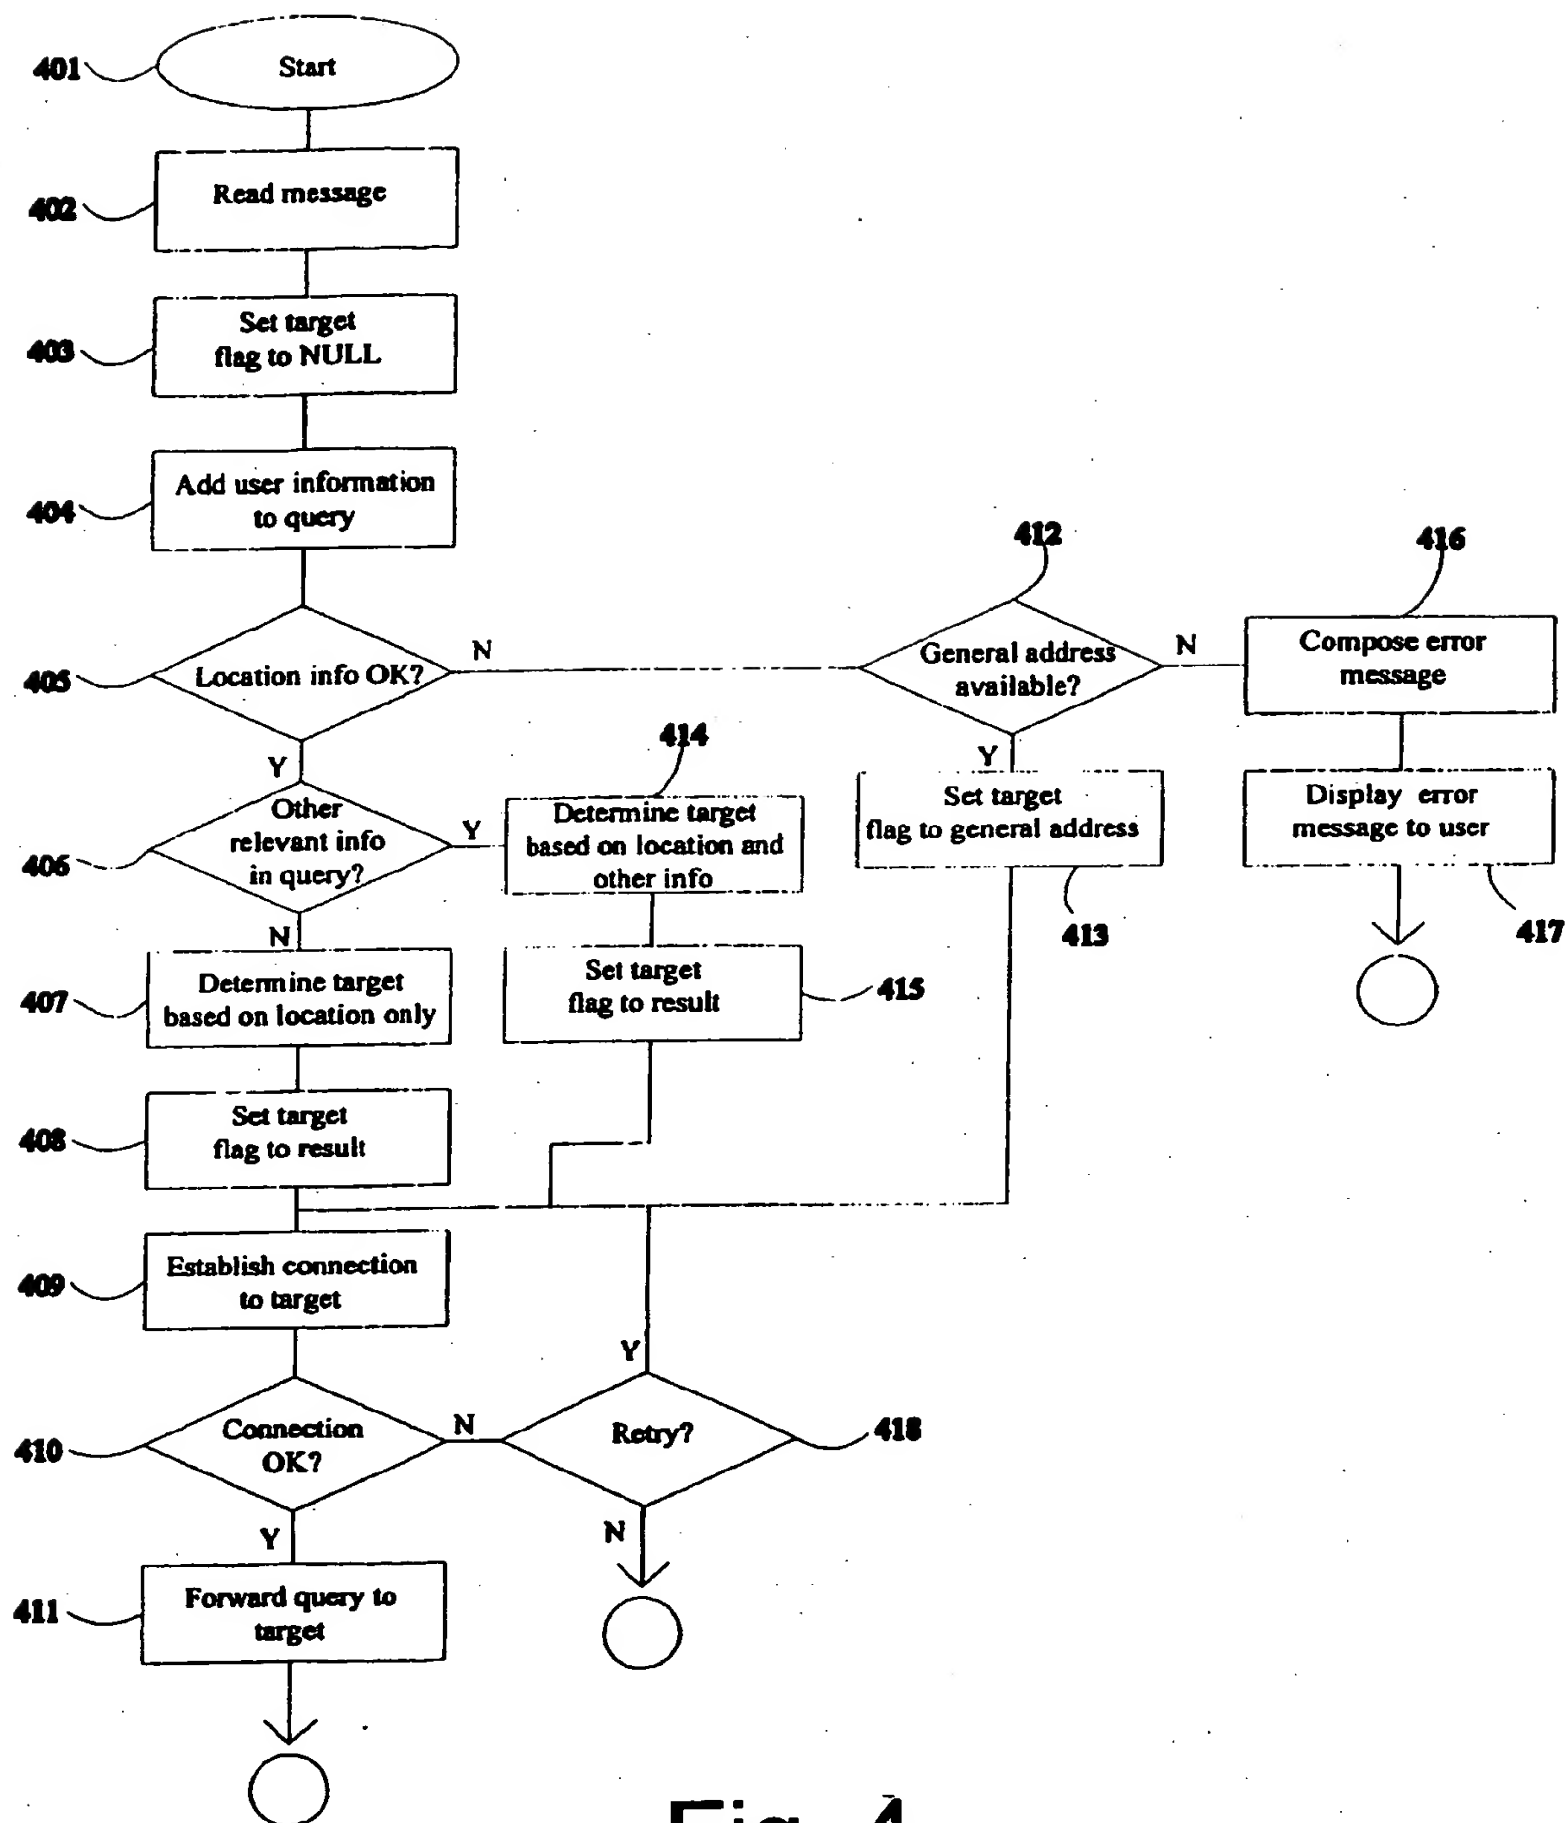 401
Start
402
Read message
403
Set target
flag to NULL
404
Add user information
to query
412
416
405
Location info OK?
N
General address
available?
N
Compose error
message
Y
414
Y
406
Other
relevant info
in query?
Y
Determine target
based on location and
other info
Set target
flag to general address
413
Display error
message to user
417
N
407
Determine target
based on location only
Set target
flag to result
415
408
Set target
flag to result
409
Establish connection
to target
Y
410
Connection
OK?
N
Retry?
418
Y
N
411
Forward query to
target
Fig. 4